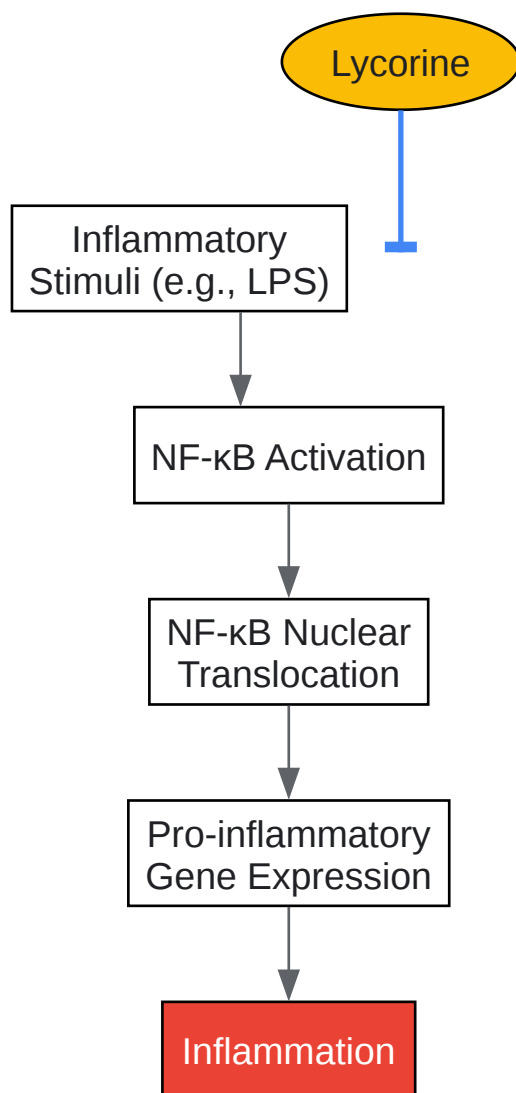 Lycorine
Inflammatory
Stimuli (e.g., LPS)
NF-κB Activation
NF-κB Nuclear
Translocation
Pro-inflammatory
Gene Expression
Inflammation